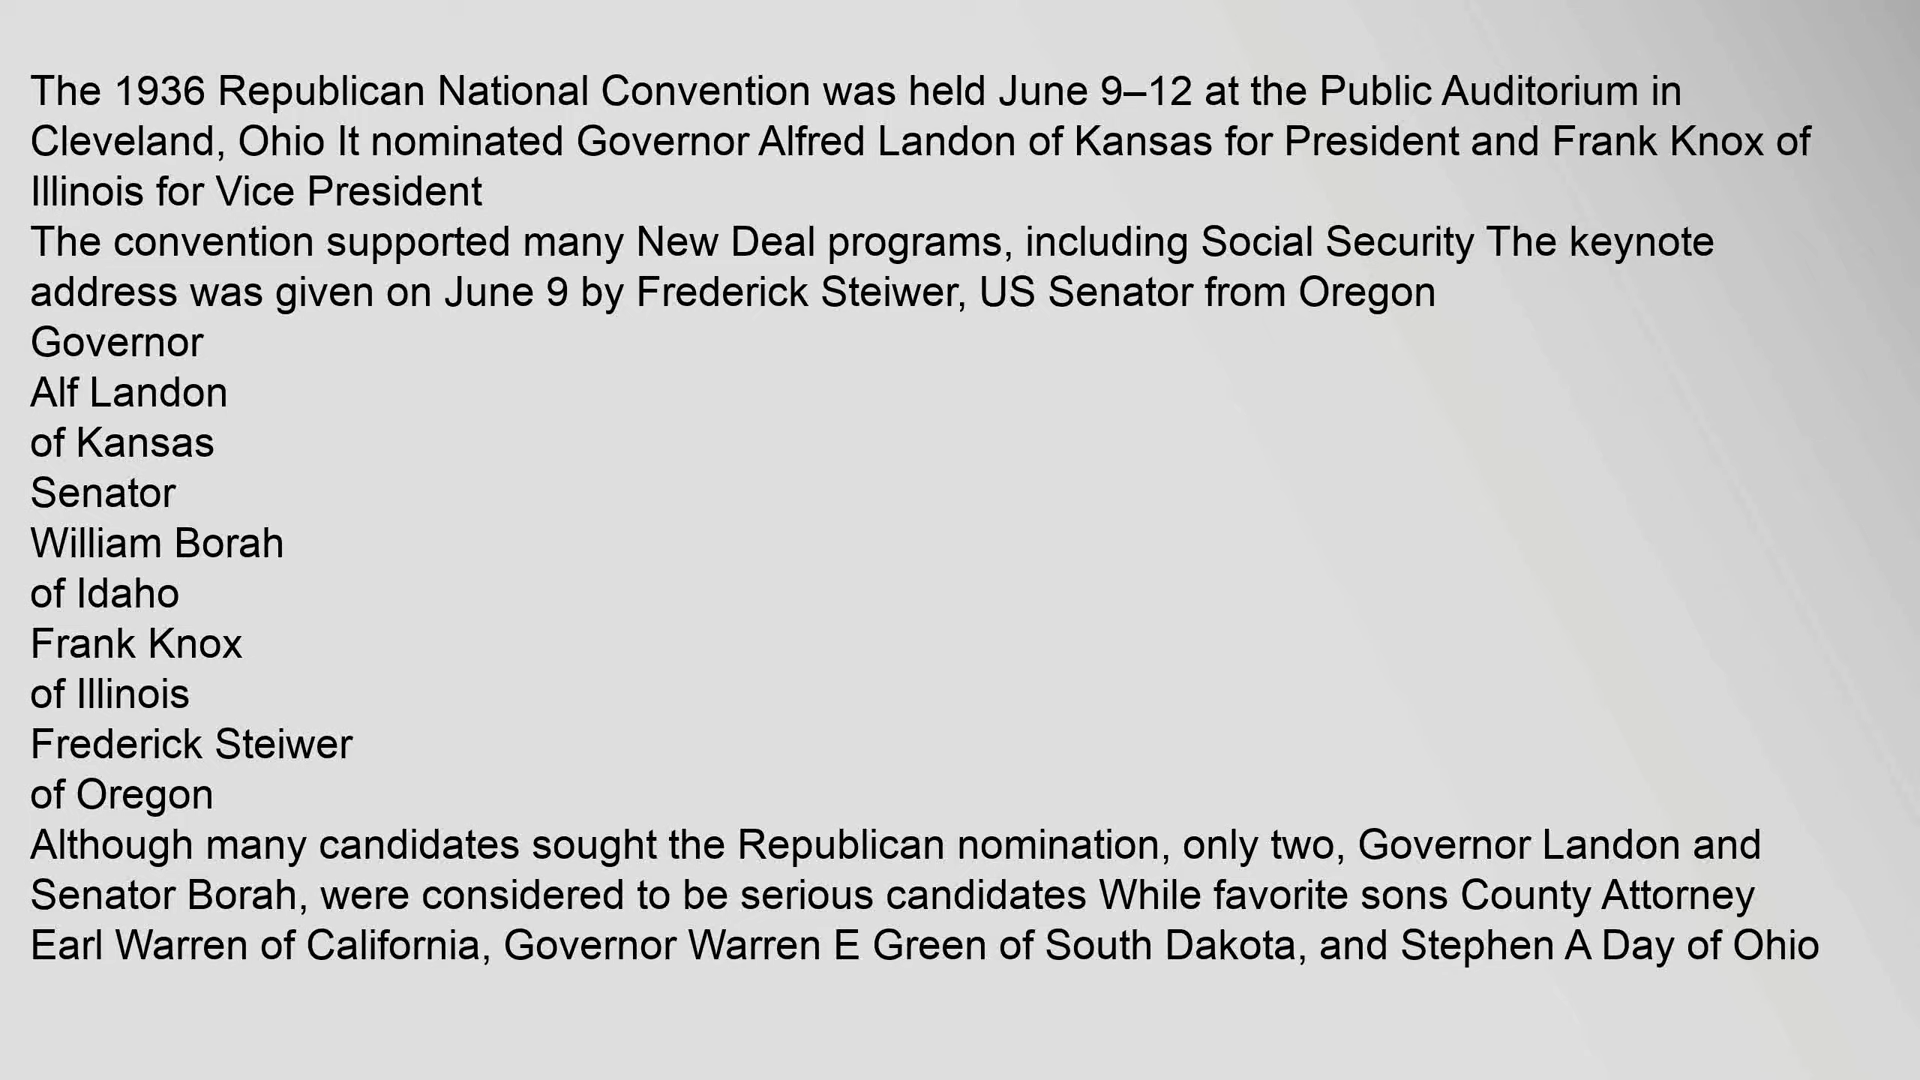 The 1936 Republican National Convention was held June 9–12 at the Public Auditorium in
Cleveland, Ohio It nominated Governor Alfred Landon of Kansas for President and Frank Knox of
Illinois for Vice President
The convention supported many New Deal programs, including Social Security The keynote
address was given on June 9 by Frederick Steiwer, US Senator from Oregon
Governor
Alf Landon
of Kansas
Senator
William Borah
of Idaho
Frank Knox
of Illinois
Frederick Steiwer
of Oregon
Although many candidates sought the Republican nomination, only two, Governor Landon and
Senator Borah, were considered to be serious candidates While favorite sons County Attorney
Earl Warren of California, Governor Warren E Green of South Dakota, and Stephen A Day of Ohio